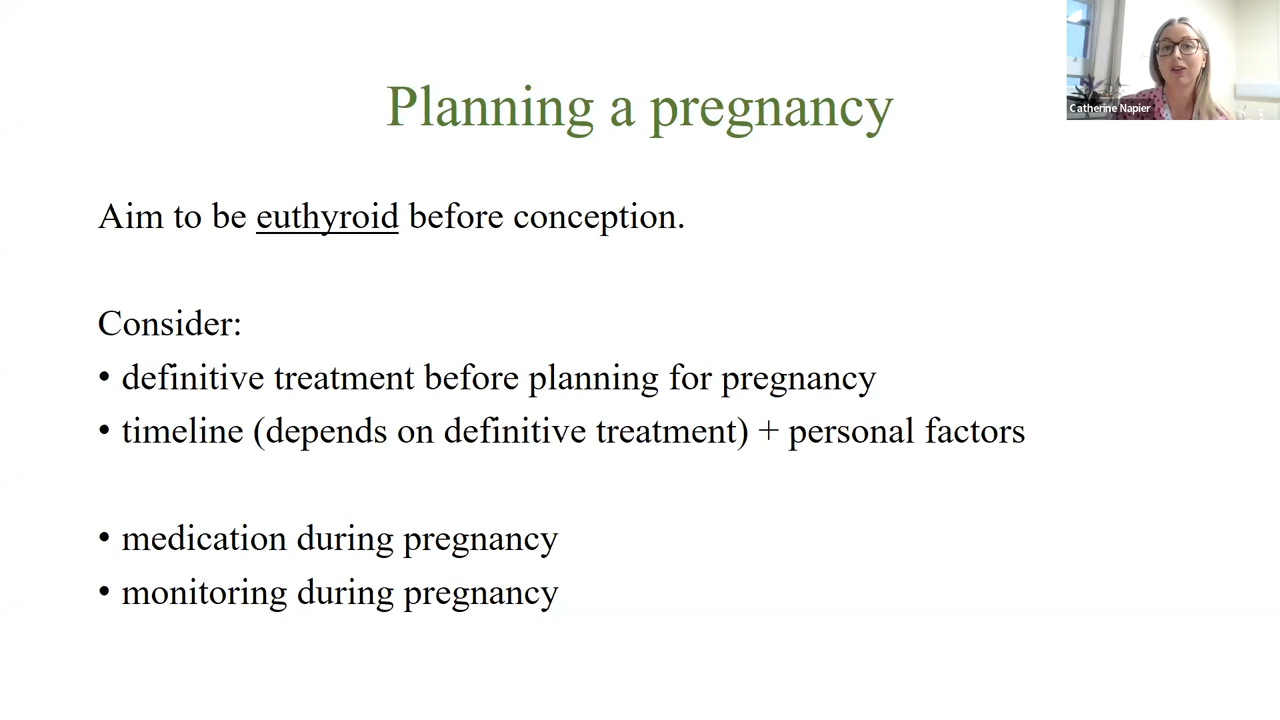 Planning a pregnancy
Catherine Napier
Aim to be euthyroid before conception.
Consider:
• definitive treatment before planning for pregnancy
• timeline (depends on definitive treatment) + personal factors
• medication during pregnancy
• monitoring during pregnancy